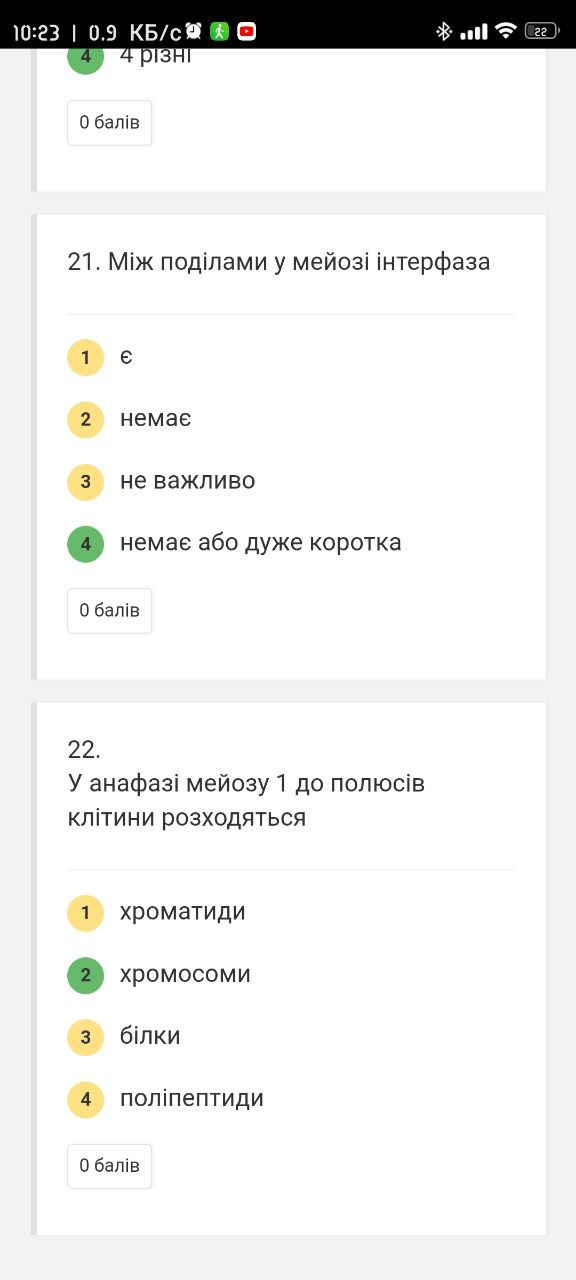 10:23 | 0.9 КБ/с
22
4 4 різні
0 балів
21. Між поділами у мейозі інтерфаза
1 є
2 немає
3 не важливо
4 немає або дуже коротка
0 балів
22.
У анафазі мейозу 1 до полюсів
клітини розходяться
1 хроматиди
2 хромосоми
3 білки
4 поліпептиди
0 балів